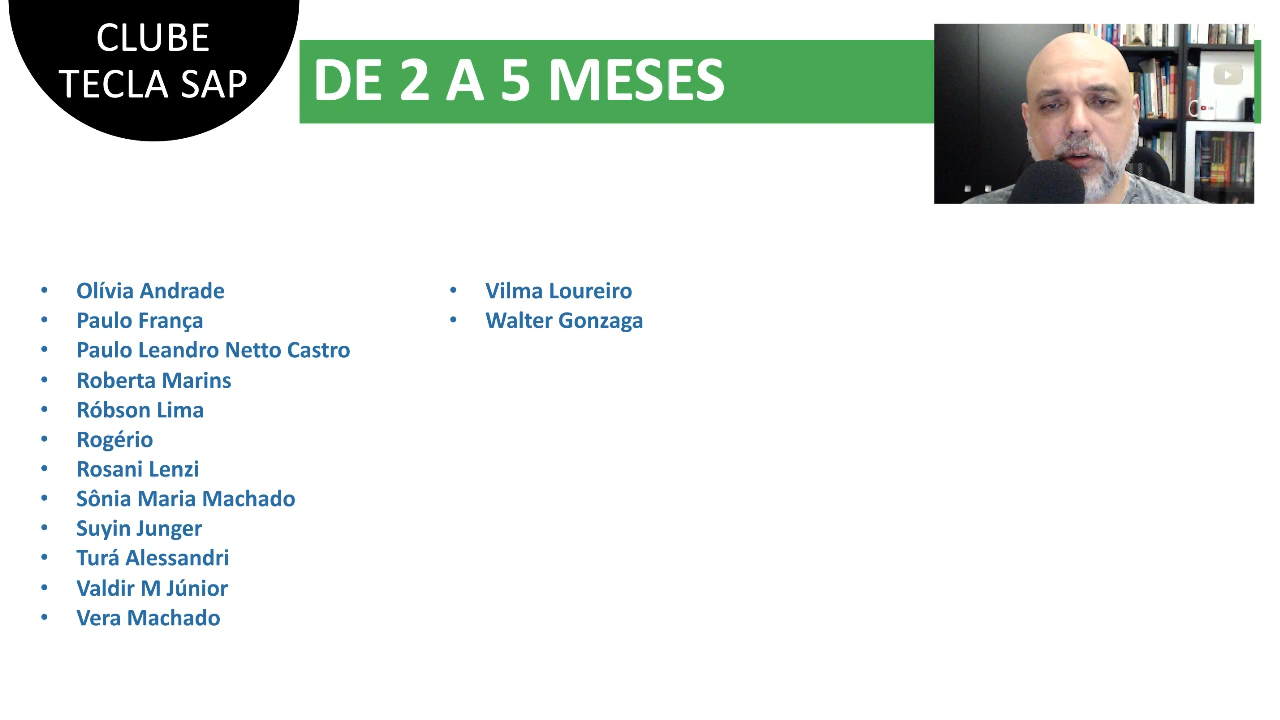 CLUBE
TECLA SAP
DE 2 A 5 MESES
• Olívia Andrade
• Paulo França
• Paulo Leandro Netto Castro
• Roberta Marins
• Róbson Lima
• Rogério
• Rosani Lenzi
• Sônia Maria Machado
• Suyin Junger
• Turá Alessandri
• Valdir M Júnior
• Vera Machado
• Vilma Loureiro
• Walter Gonzaga